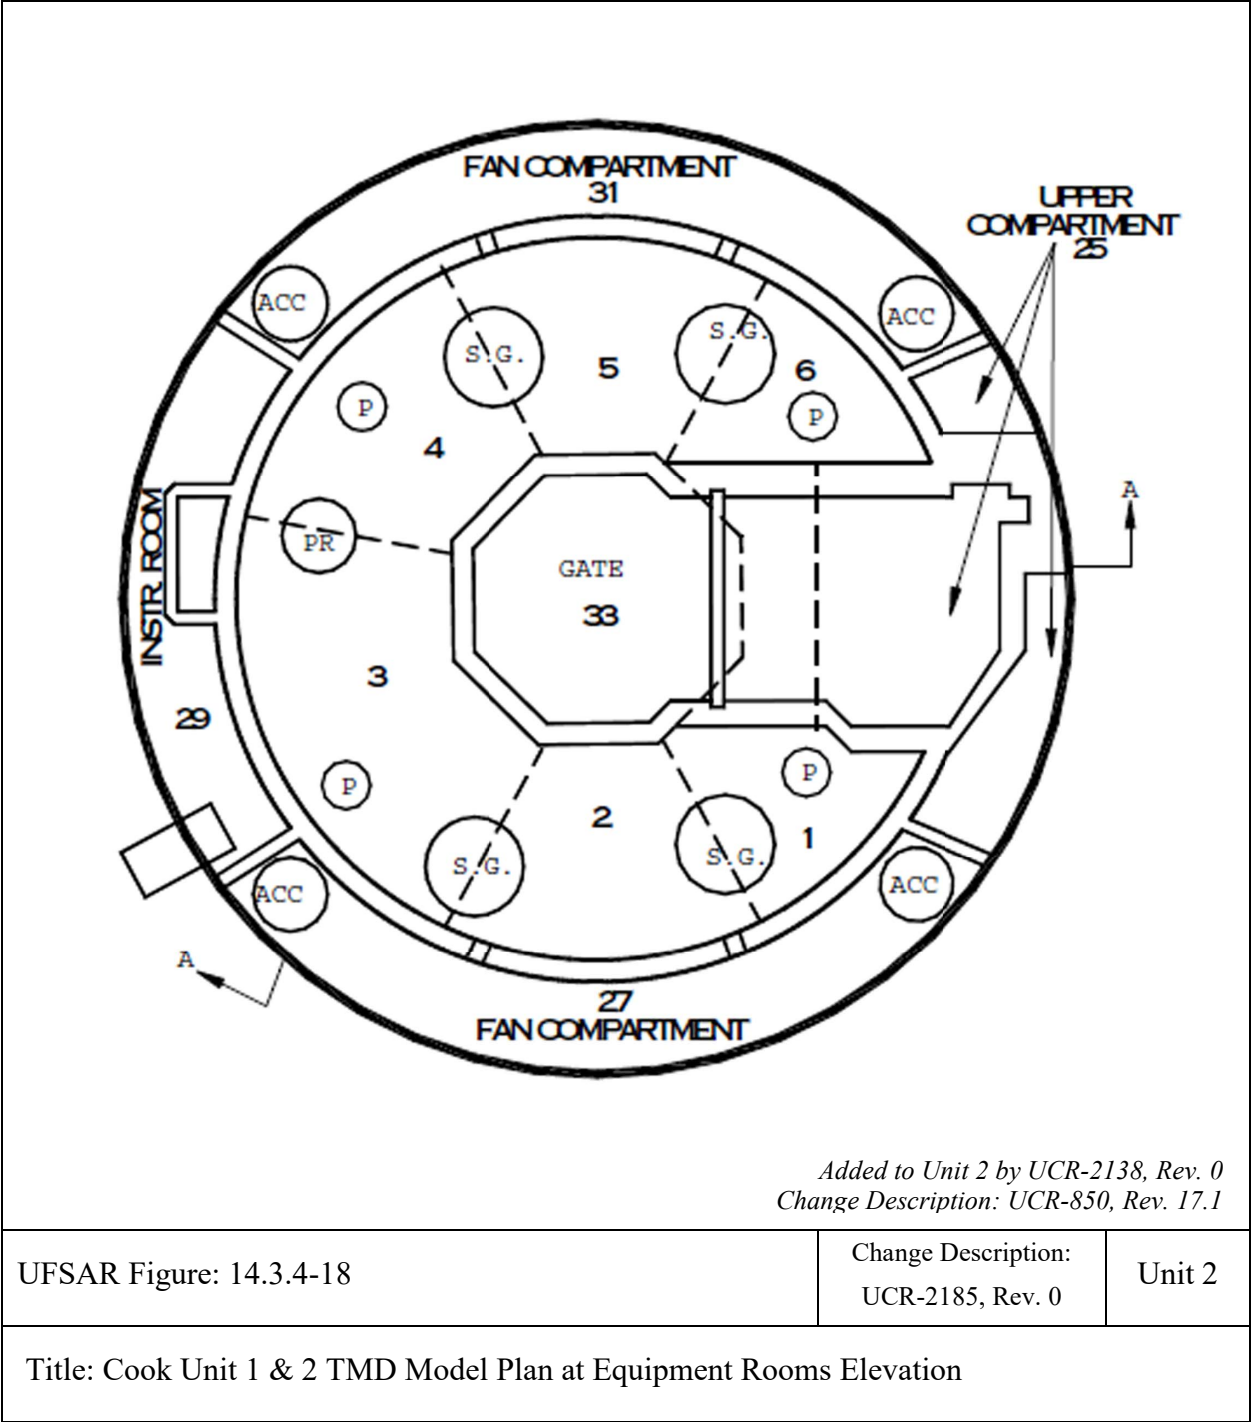 FAN COMPARTMENT
31
UPPER
COMPARTMENT
25
ACC
ACC
S.G.
S.G.
5
6
P
P
4
A
INSTR ROOM
PR
GATE
33
3
29
P
P
2
1
S.G.
S.G.
ACC
ACC
A
27
FAN COMPARTMENT
Added to Unit 2 by UCR-2138, Rev. 0
Change Description: UCR-850, Rev. 17.1
UFSAR Figure: 14.3.4-18
Change Description:
UCR-2185, Rev. 0
Unit 2
Title: Cook Unit 1 & 2 TMD Model Plan at Equipment Rooms Elevation